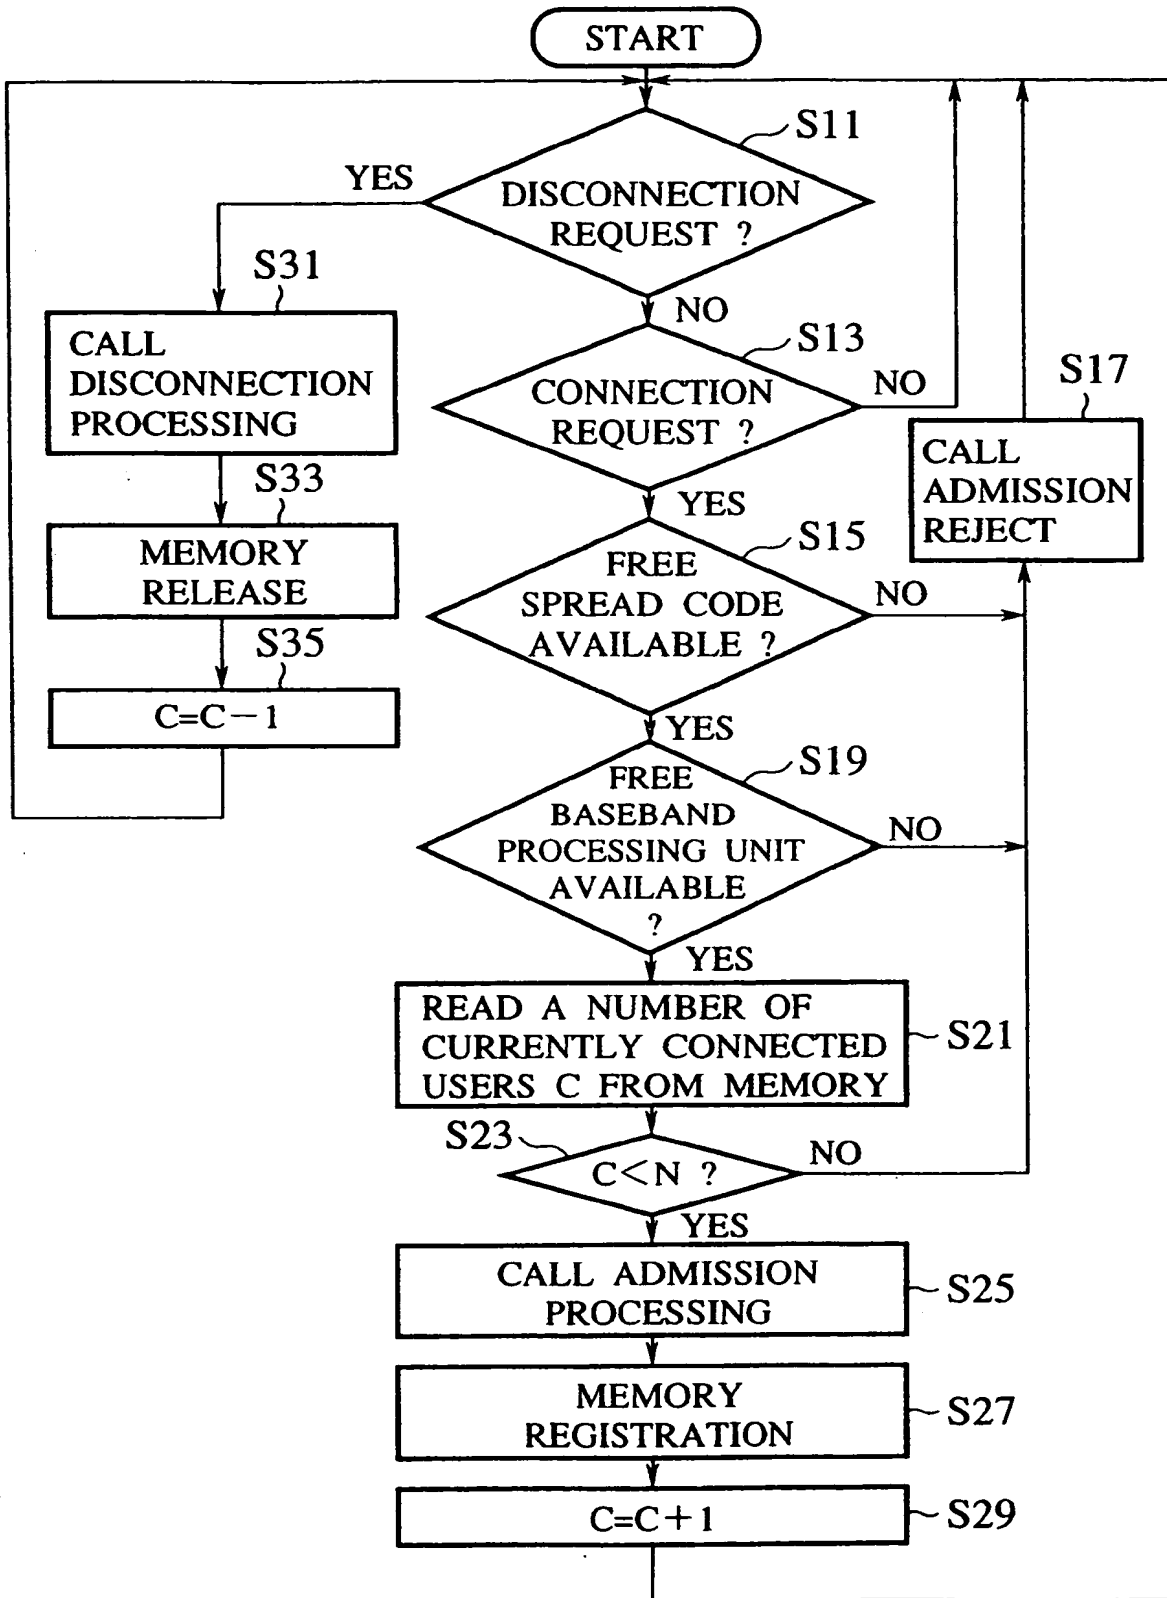 START
S11
YES
DISCONNECTION
REQUEST ?
S31
NO
CALL
DISCONNECTION
PROCESSING
S13
CONNECTION
REQUEST ?
NO
S17
CALL
ADMISSION
REJECT
YES
S33
MEMORY
RELEASE
S15
FREE
SPREAD CODE
AVAILABLE ?
NO
S35
C=C−1
YES
S19
FREE
BASEBAND
PROCESSING UNIT
AVAILABLE
?
NO
YES
READ A NUMBER OF
CURRENTLY CONNECTED
USERS C FROM MEMORY
S21
S23
C<N ?
NO
YES
CALL ADMISSION
PROCESSING
S25
MEMORY
REGISTRATION
S27
C=C+1
S29